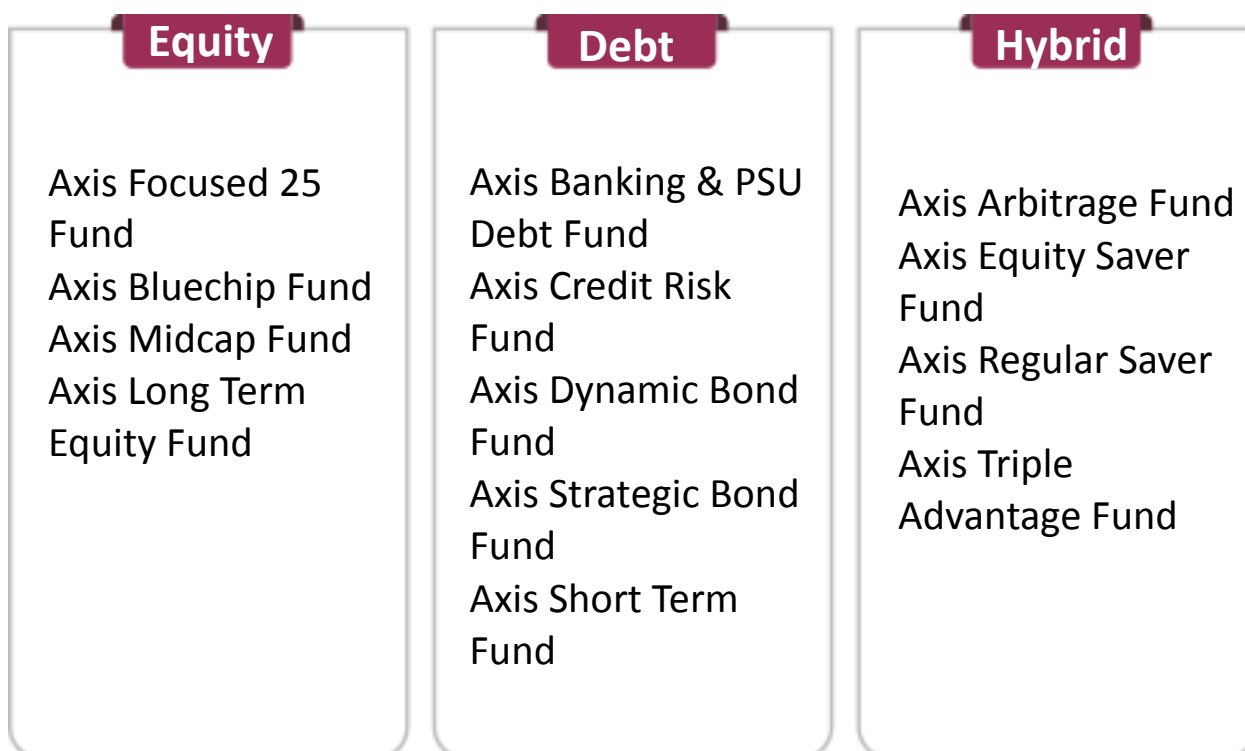 Equity
Axis Focused 25
Fund
Axis Bluechip Fund
Axis Midcap Fund
Axis Long Term
Equity Fund
Debt
Axis Banking & PSU
Debt Fund
Axis Credit Risk
Fund
Axis Dynamic Bond
Fund
Axis Strategic Bond
Fund
Axis Short Term
Fund
Hybrid
Axis Arbitrage Fund
Axis Equity Saver
Fund
Axis Regular Saver
Fund
Axis Triple
Advantage Fund